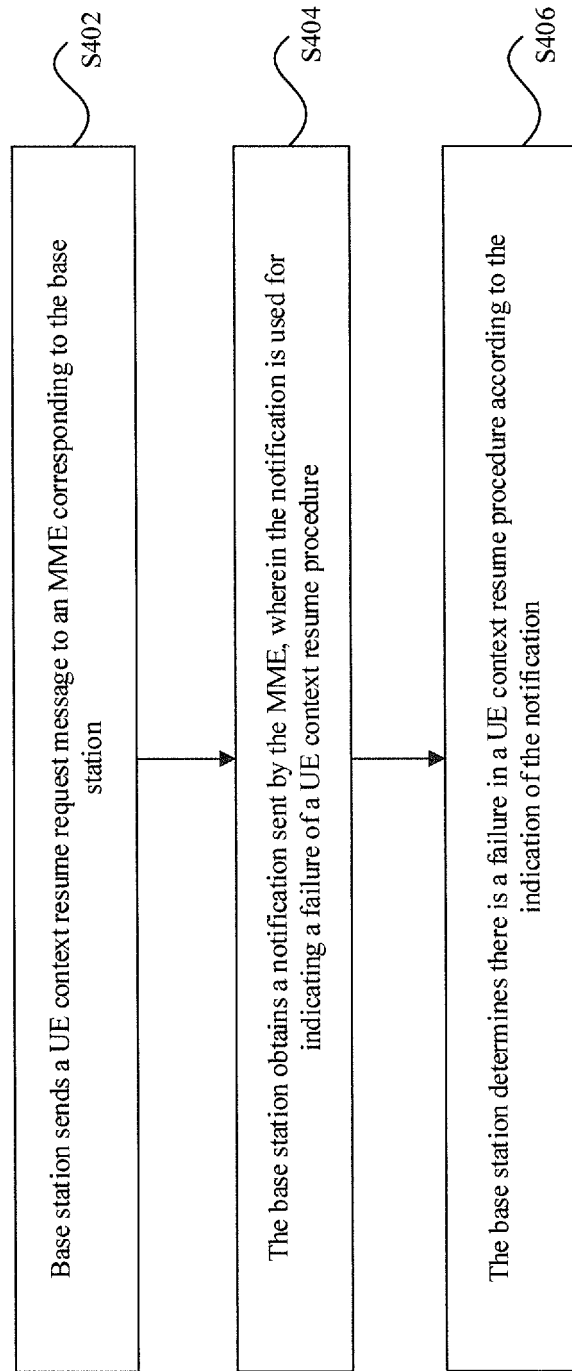 Base station sends a UE context resume request message to an MME corresponding to the base
station
S402
The base station obtains a notification sent by the MME, wherein the notification is used for
indicating a failure of a UE context resume procedure
S404
The base station determines there is a failure in a UE context resume procedure according to the
indication of the notification
S406